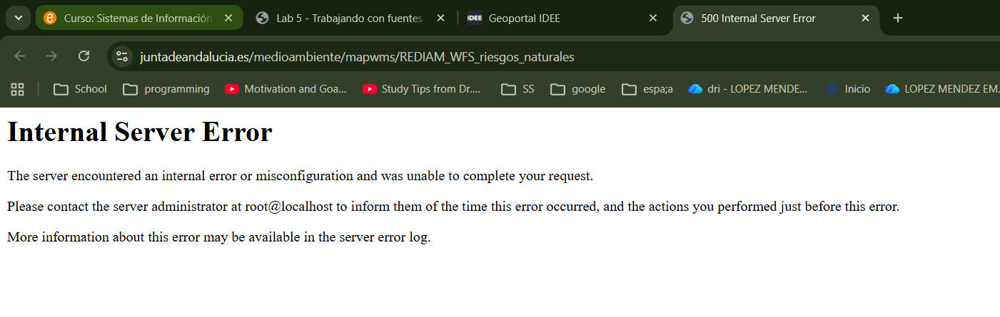 Curso: Sistemas de Información
Lab 5 - Trabajando con fuentes
IDEE Geoportal IDEE
500 Internal Server Error
juntadeandalucia.es/medioambiente/mapwms/REDIAM_WFS_riesgos_naturales
School
programming
Motivation and Goa...
Study Tips from Dr....
SS
google
espa;a
dri - LOPEZ MENDE...
Inicio
LOPEZ MENDEZ EM.
Internal Server Error
The server encountered an internal error or misconfiguration and was unable to complete your request.
Please contact the server administrator at root@localhost to inform them of the time this error occurred, and the actions you performed just before this error.
More information about this error may be available in the server error log.